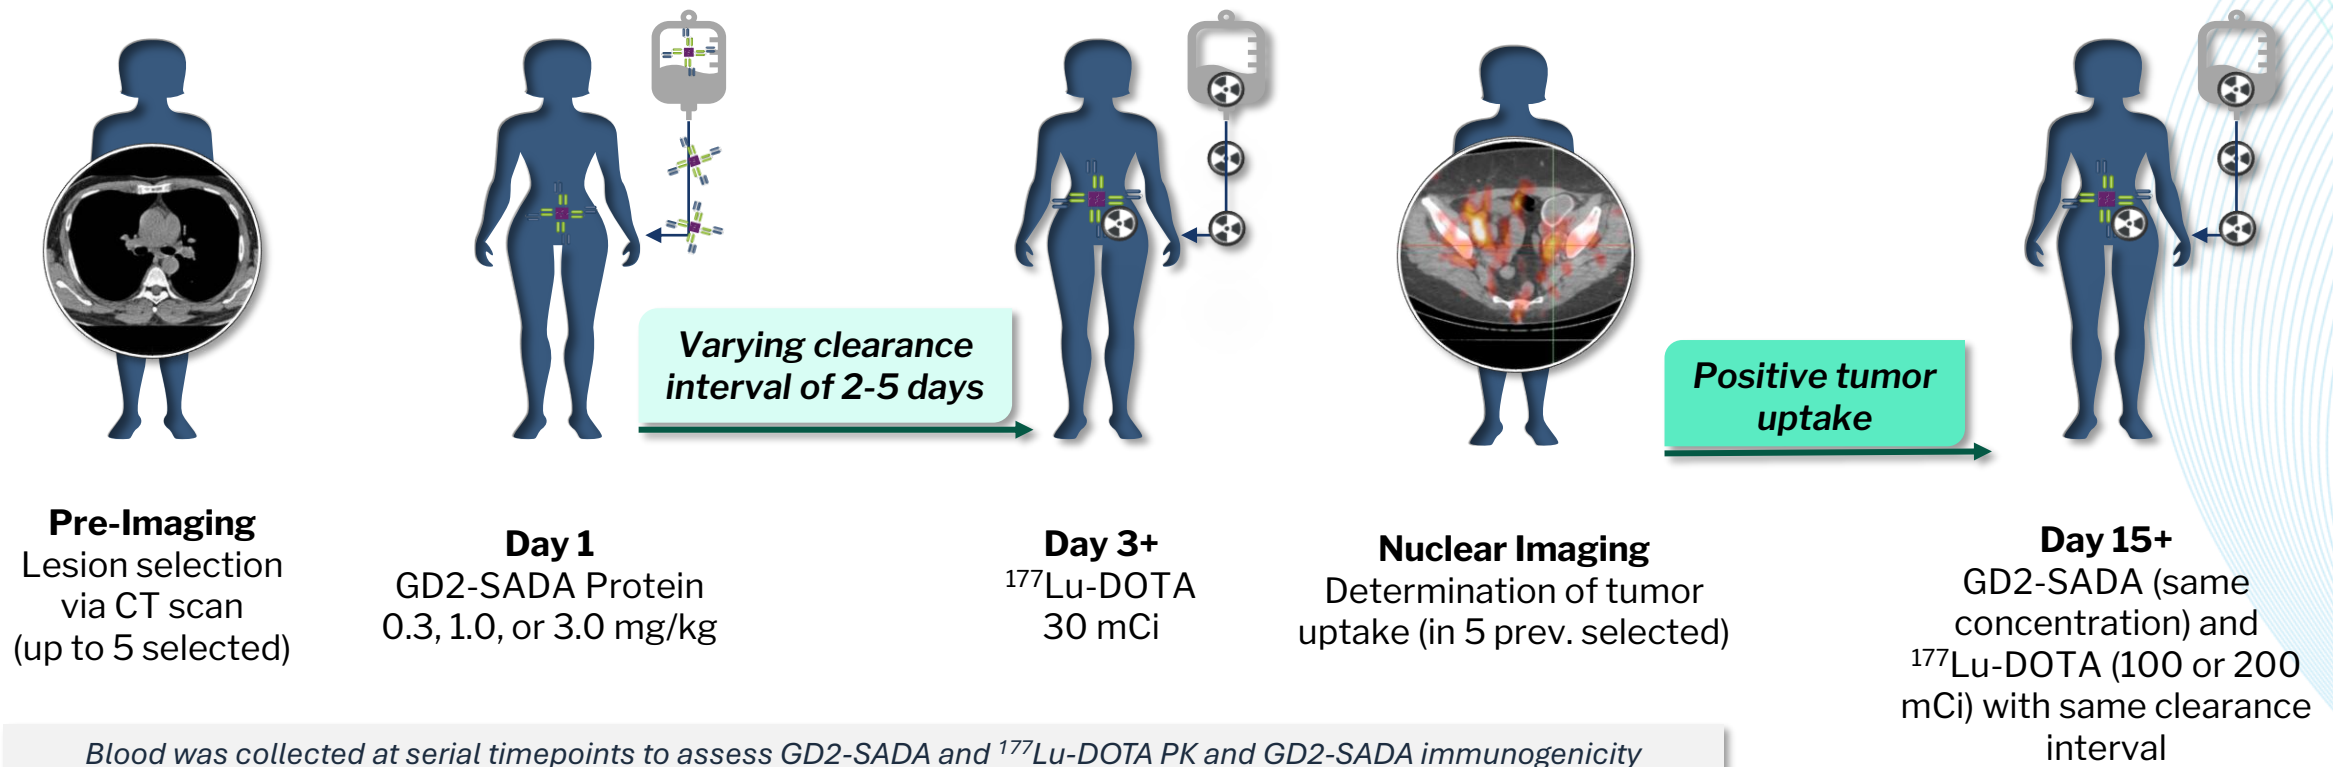 Varying clearance
interval of 2-5 days
Positive tumor
uptake
Pre-Imaging
Lesion selection
via CT scan
(up to 5 selected)
Day 1
GD2-SADA Protein
0.3, 1.0, or 3.0 mg/kg
Day 3+
¹⁷⁷Lu-DOTA
30 mCi
Nuclear Imaging
Determination of tumor
uptake (in 5 prev. selected)
Day 15+
GD2-SADA (same
concentration) and
¹⁷⁷Lu-DOTA (100 or 200
mCi) with same clearance
interval
Blood was collected at serial timepoints to assess GD2-SADA and ¹⁷⁷Lu-DOTA PK and GD2-SADA immunogenicity